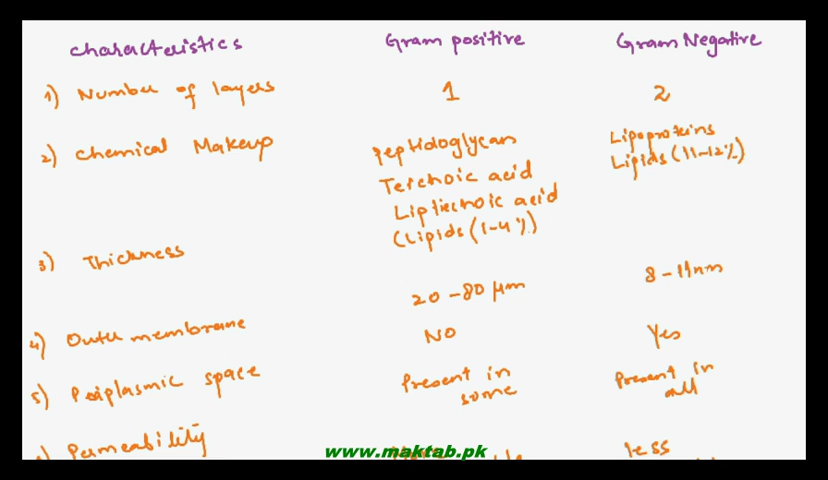 Characteristics Gram positive Gram Negative
1) Number of layers 1 2
2) Chemical Makeup Peptidoglycan Lipoproteins
Teichoic acid Lipids (11-12%)
Lipteichoic acid
(Lipids (1-4%)
3) Thickness
20-80 μm 8-11nm
4) Outer membrane NO Yes
5) Periplasmic space Present in Present in
some all
Permeability less
www.maktab.pk